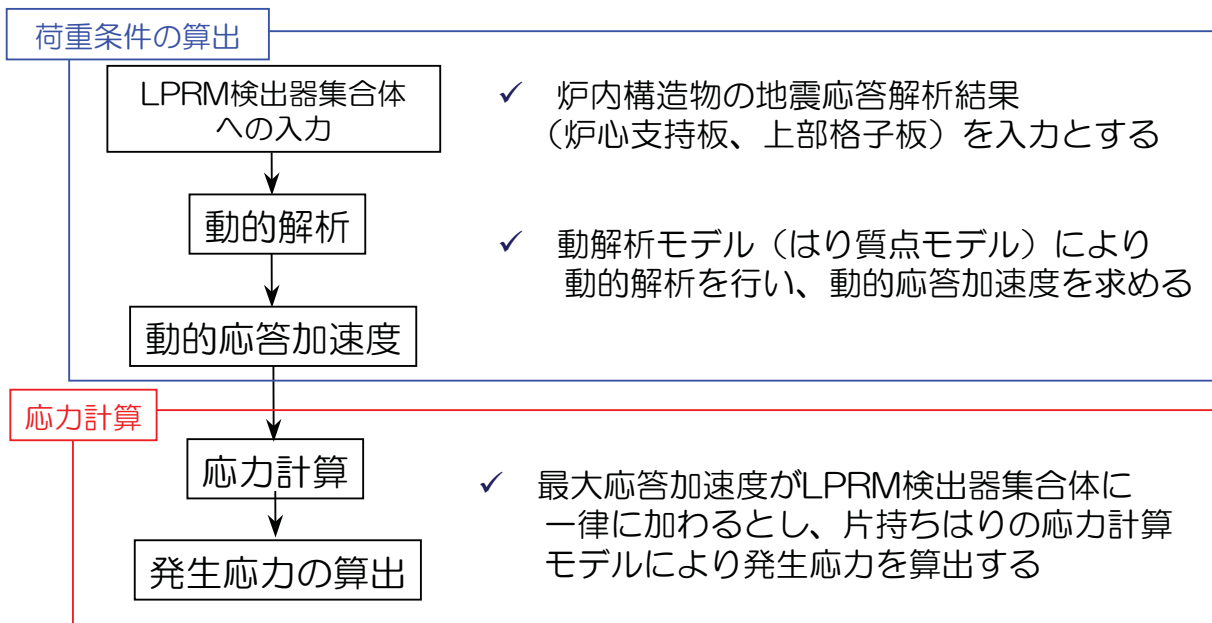 荷重条件の算出
LPRM検出器集合体
への入力
✓ 炉内構造物の地震応答解析結果
（炉心支持板、上部格子板）を入力とする
動的解析
✓ 動解析モデル（はり質点モデル）により
動的解析を行い、動的応答加速度を求める
動的応答加速度
応力計算
応力計算
✓ 最大応答加速度がLPRM検出器集合体に
一律に加わるとし、片持ちはりの応力計算
モデルにより発生応力を算出する
発生応力の算出